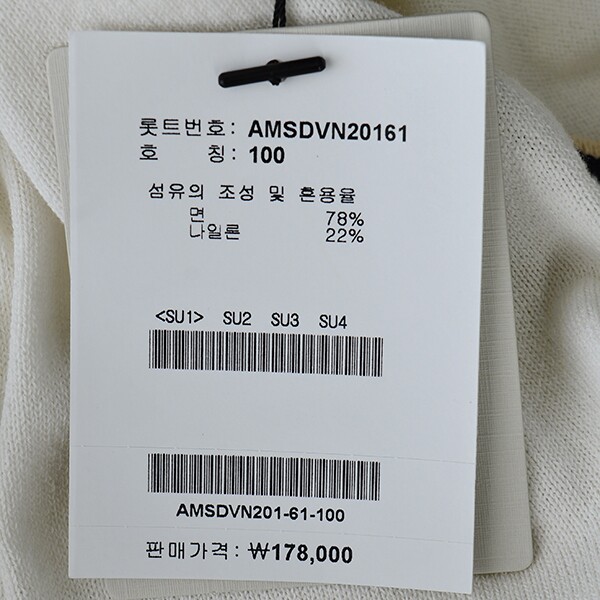 롯트번호: AMSDVN20161
호 칭: 100
섬유의 조성 및 혼용율
면 78%
나일론 22%
<SU1> SU2 SU3 SU4
AMSDVN201-61-100
판매가격: ₩178,000